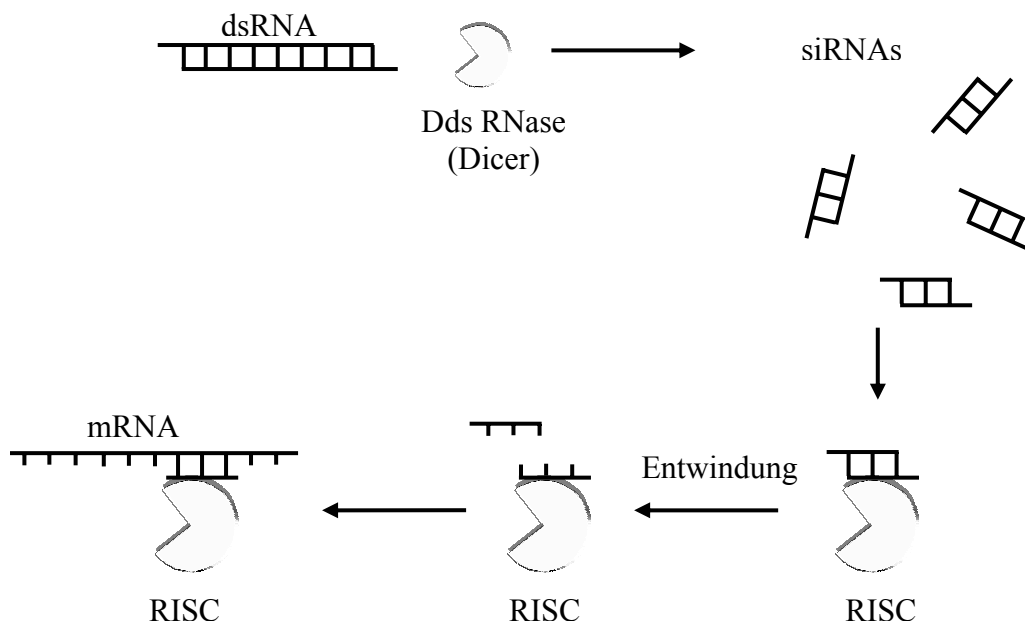 dsRNA
siRNAs
Dds RNase
(Dicer)
mRNA
Entwindung
RISC
RISC
RISC